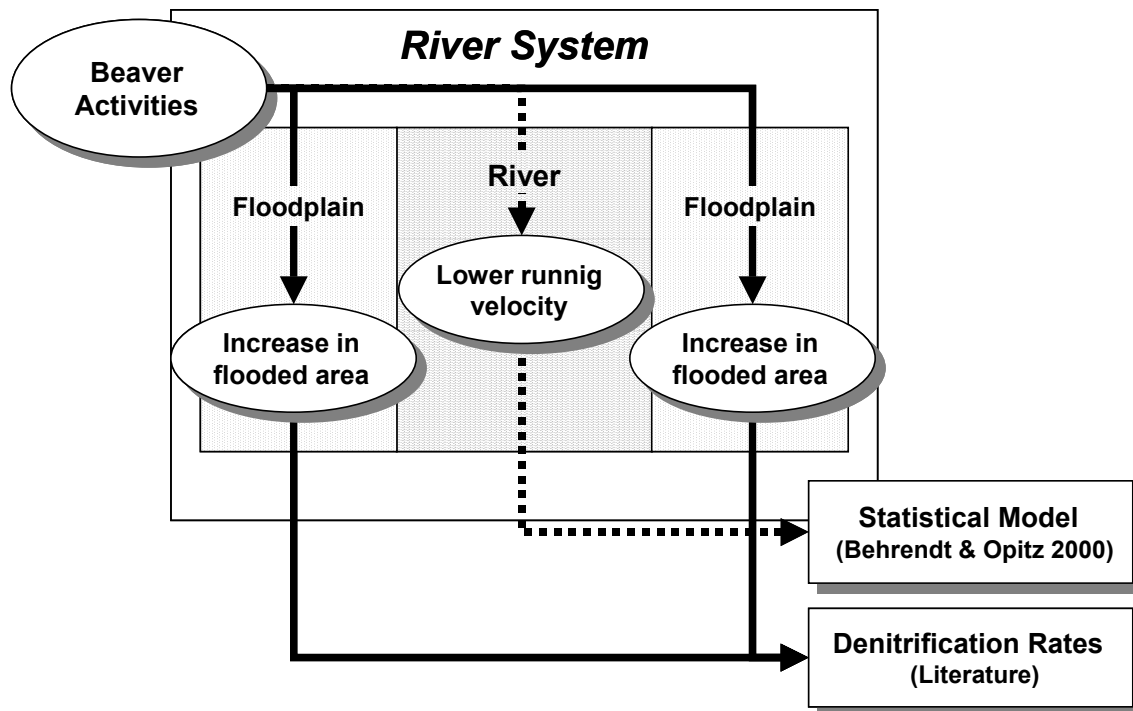 River System
Beaver
Activities
River
Floodplain
Floodplain
Lower runnig
velocity
Increase in
flooded area
Increase in
flooded area
Statistical Model
(Behrendt & Opitz 2000)
Denitrification Rates
(Literature)